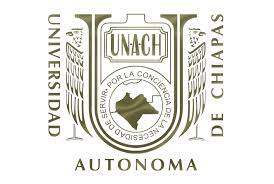 UNACH
POR LA CONCIENCIA DE LA NECESIDAD DE SERVIR
UNIVERSIDAD
AUTONOMA
DE CHIAPAS